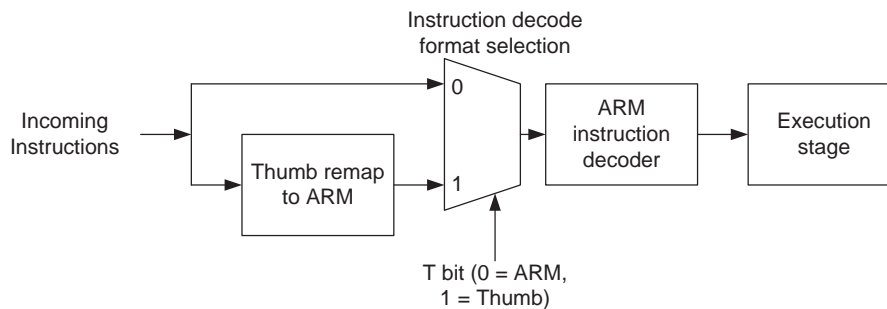 Instruction decode
format selection
Incoming
Instructions
0
Thumb remap
to ARM
1
ARM
instruction
decoder
Execution
stage
T bit (0 = ARM,
1 = Thumb)